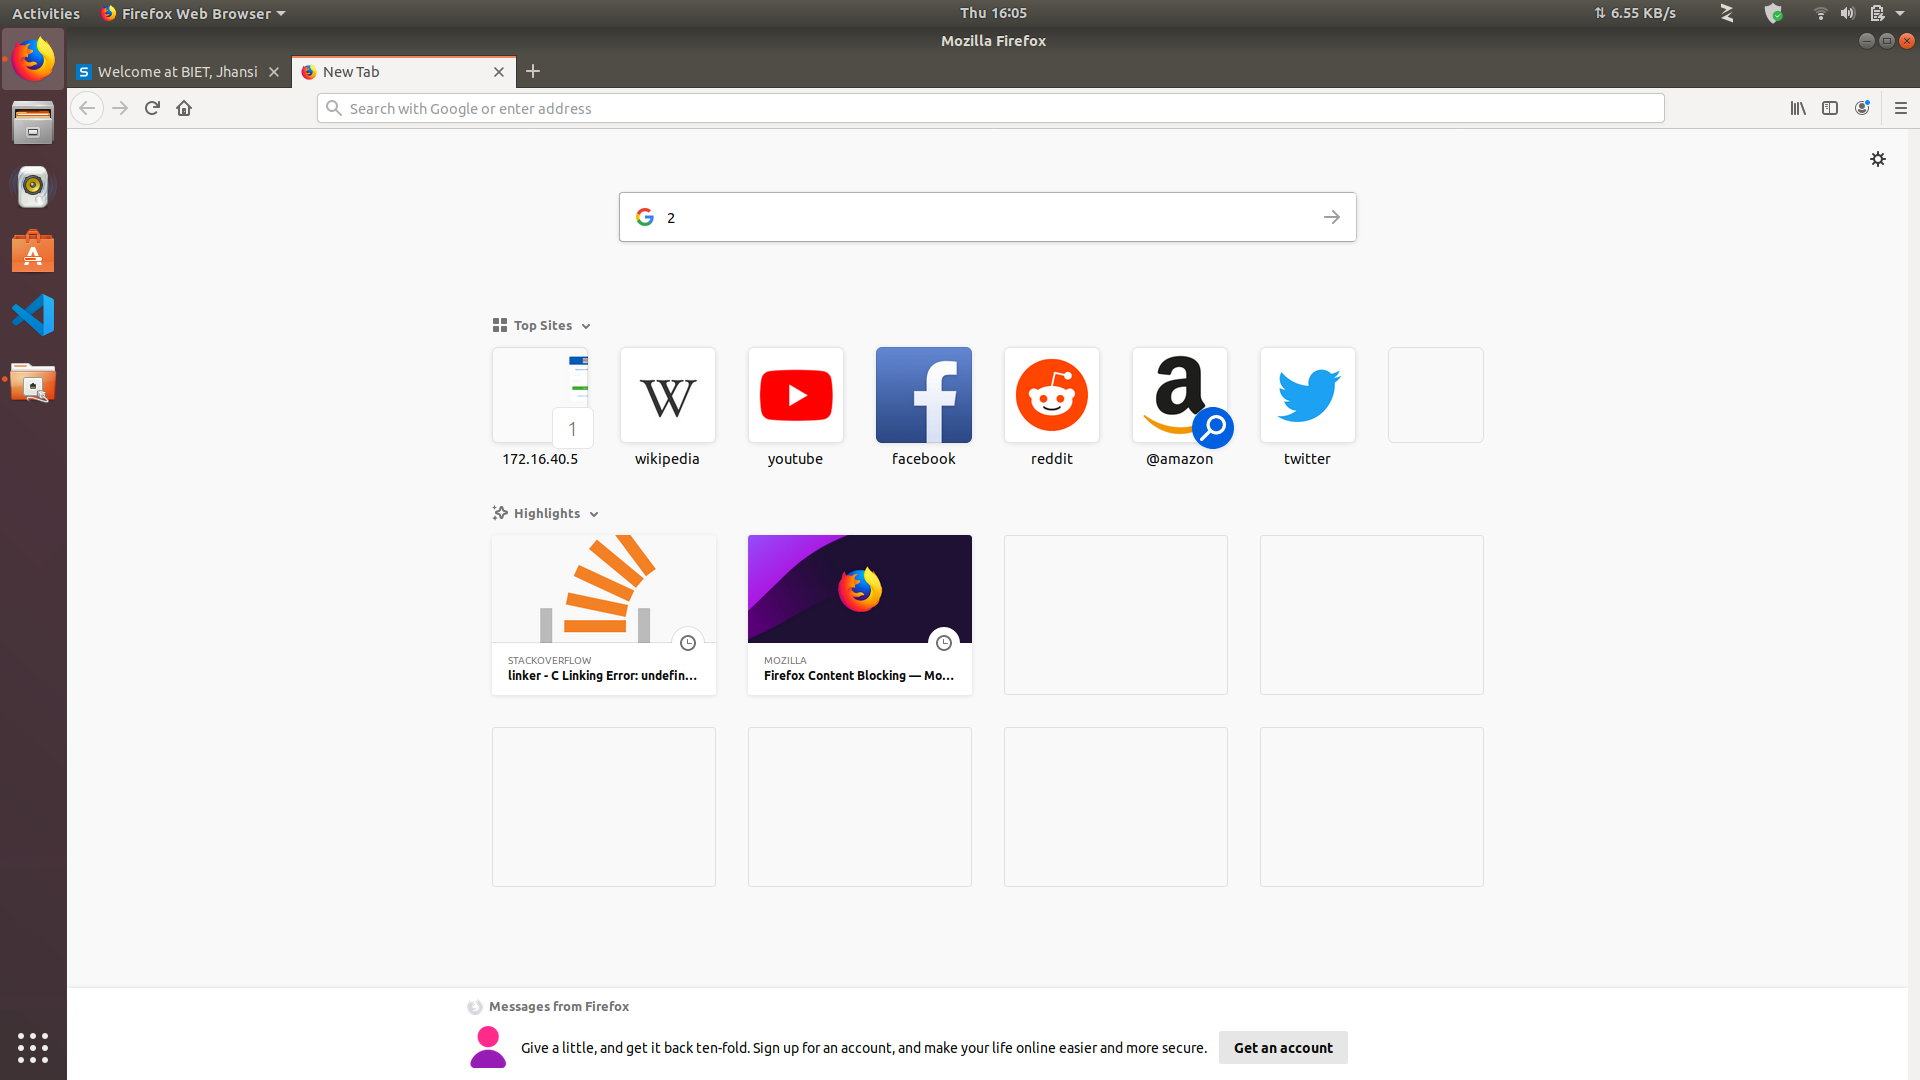 Activities
Firefox Web Browser
Thu 16:05
6.55 KB/s
Mozilla Firefox
Welcome at BIET, Jhansi
New Tab
Search with Google or enter address
2
Top Sites
1
172.16.40.5
wikipedia
youtube
facebook
reddit
@amazon
twitter
Highlights
STACKOVERFLOW
linker - C Linking Error: undefin...
MOZILLA
Firefox Content Blocking — Mo...
Messages from Firefox
Give a little, and get it back ten-fold. Sign up for an account, and make your life online easier and more secure.
Get an account